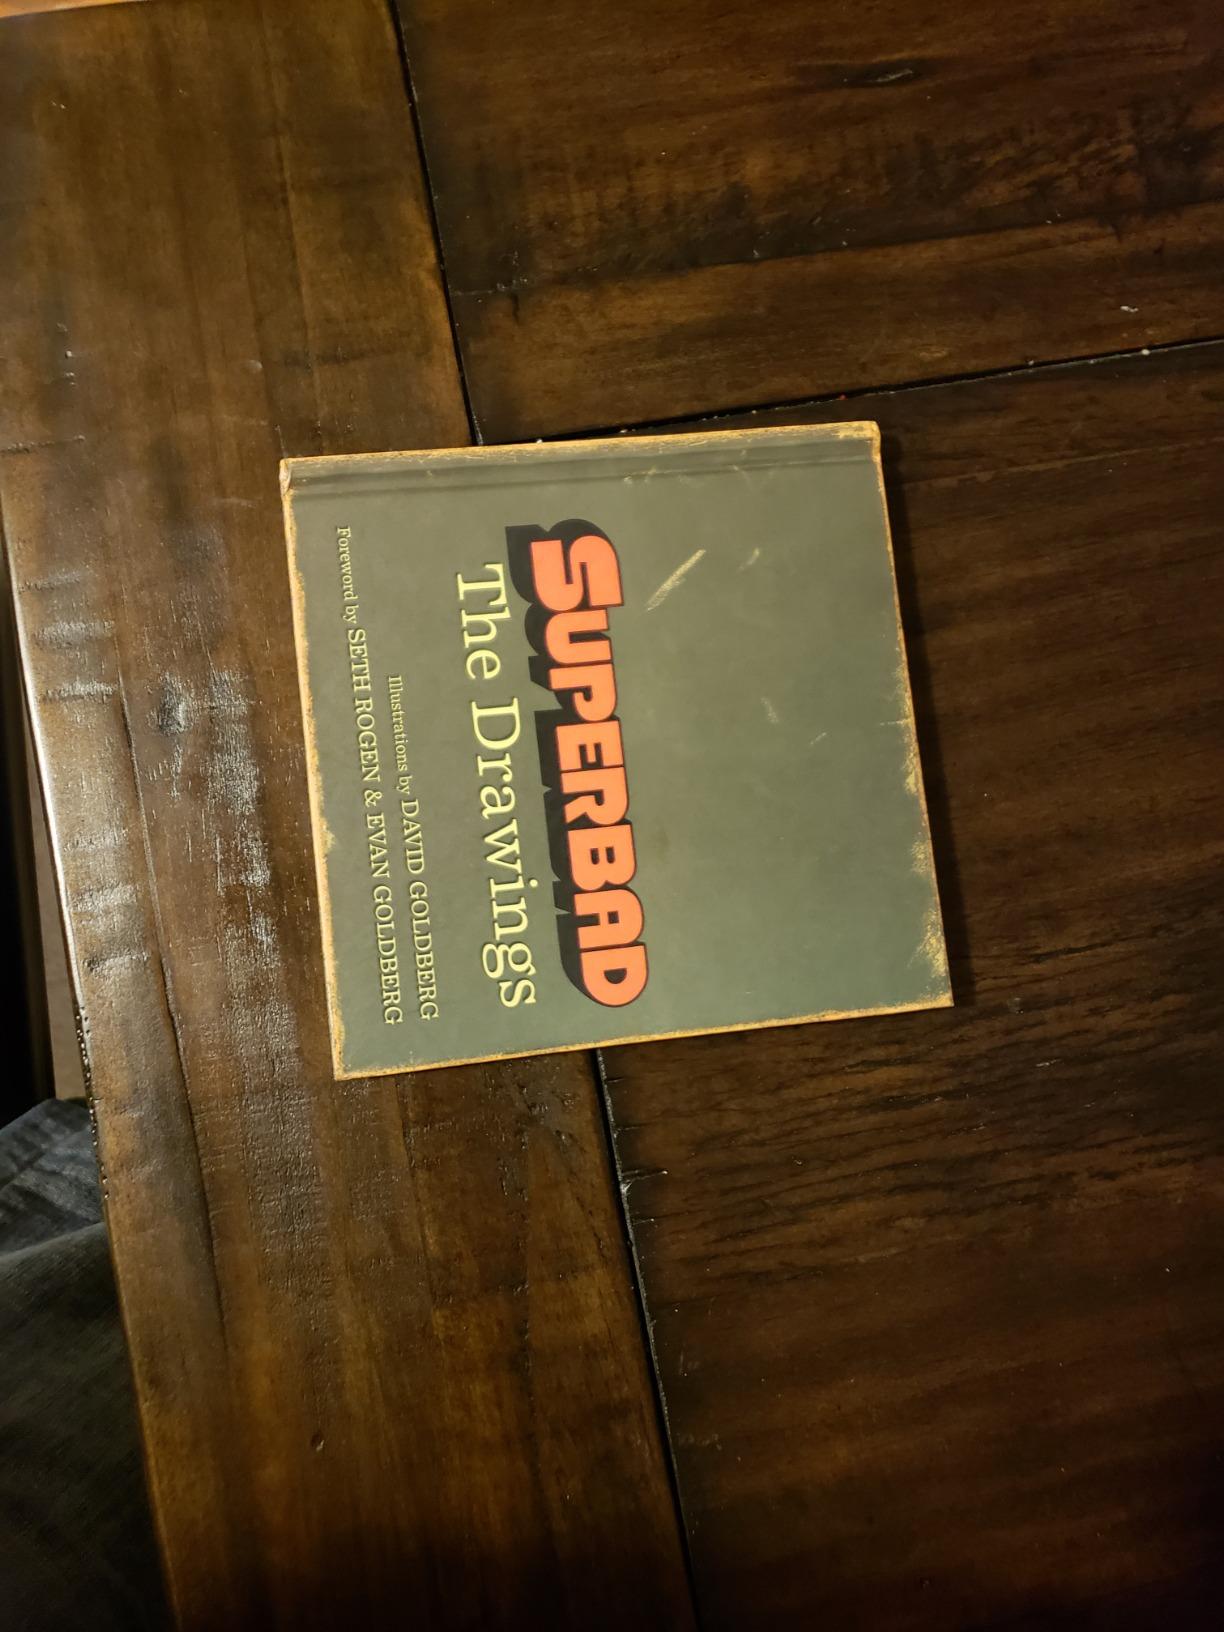 SUPERBAD
The Drawings
Illustrations by DAVID GOLDBERG
Foreword by SETH ROGEN & EVAN GOLDBERG